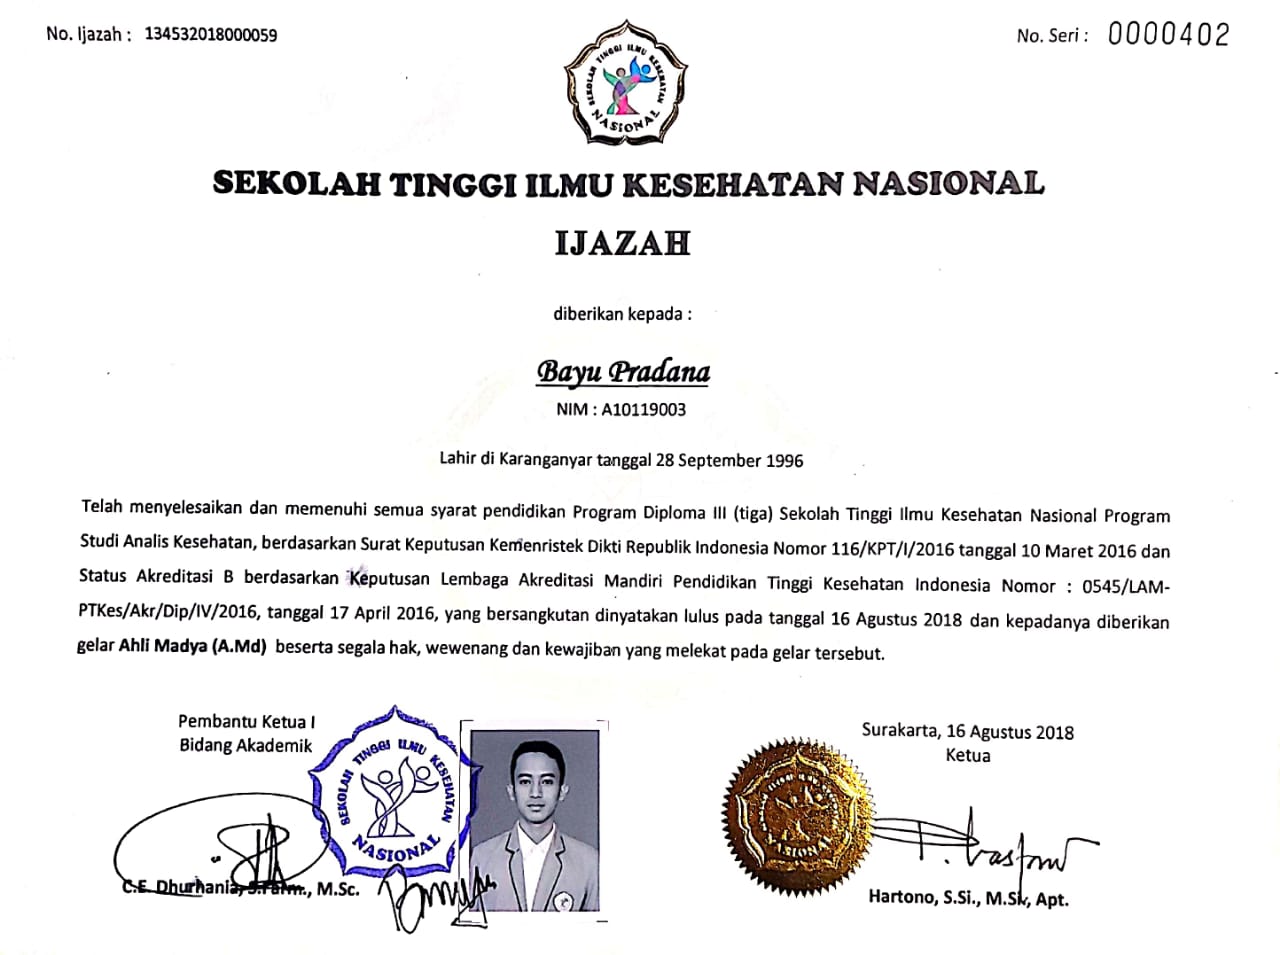 No. Ijazah : 134532018000059
No. Seri : 0000402
SEKOLAH TINGGI ILMU KESEHATAN
NASIONAL
SEKOLAH TINGGI ILMU KESEHATAN NASIONAL
IJAZAH
diberikan kepada :
Bayu Pradana
NIM : A10119003
Lahir di Karanganyar tanggal 28 September 1996
Telah menyelesaikan dan memenuhi semua syarat pendidikan Program Diploma III (tiga) Sekolah Tinggi Ilmu Kesehatan Nasional Program
Studi Analis Kesehatan, berdasarkan Surat Keputusan Kemenristek Dikti Republik Indonesia Nomor 116/KPT/I/2016 tanggal 10 Maret 2016 dan
Status Akreditasi B berdasarkan Keputusan Lembaga Akreditasi Mandiri Pendidikan Tinggi Kesehatan Indonesia Nomor : 0545/LAM-
PTKes/Akr/Dip/IV/2016, tanggal 17 April 2016, yang bersangkutan dinyatakan lulus pada tanggal 16 Agustus 2018 dan kepadanya diberikan
gelar Ahli Madya (A.Md) beserta segala hak, wewenang dan kewajiban yang melekat pada gelar tersebut.
Pembantu Ketua I
Bidang Akademik
SEKOLAH TINGGI ILMU KESEHATAN
NASIONAL
C.E. Dhurhania, S.Farm., M.Sc.
Surakarta, 16 Agustus 2018
Ketua
NASIONAL
Hartono, S.Si., M.Si., Apt.